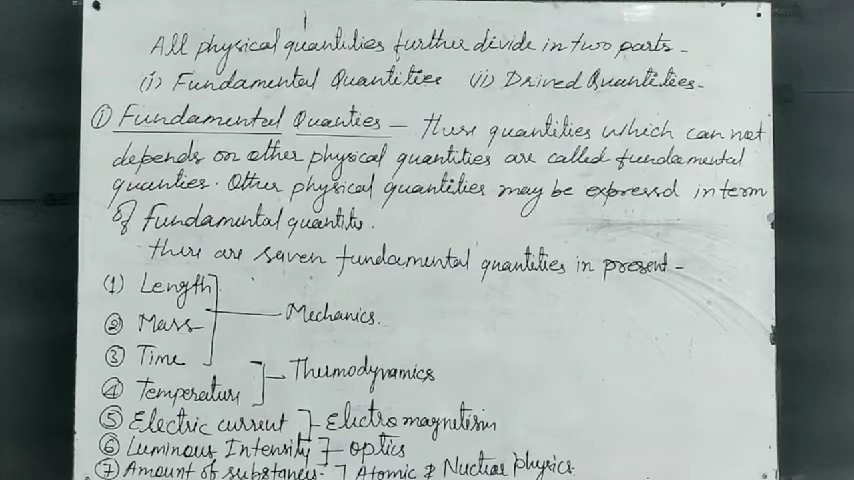 All physical quantities further divide in two parts -
(i) Fundamental Quantities (ii) Drived Quantities -
(i) Fundamental Quanties - These quantities which can not
depends on other physical quantities are called fundamental
quanties. Other physical quantities may be expressd in term
of fundamental quantity.
There are seven fundamental quantities in present -
(1) Length
(2) Mass
Mechanics.
(3) Time
(4) Temperature
Thermodynamics
(5) Electric current Electromagnetism
(6) Luminous Intensity optics
(7) Amount of substances - Atomic & Nuclear physics.